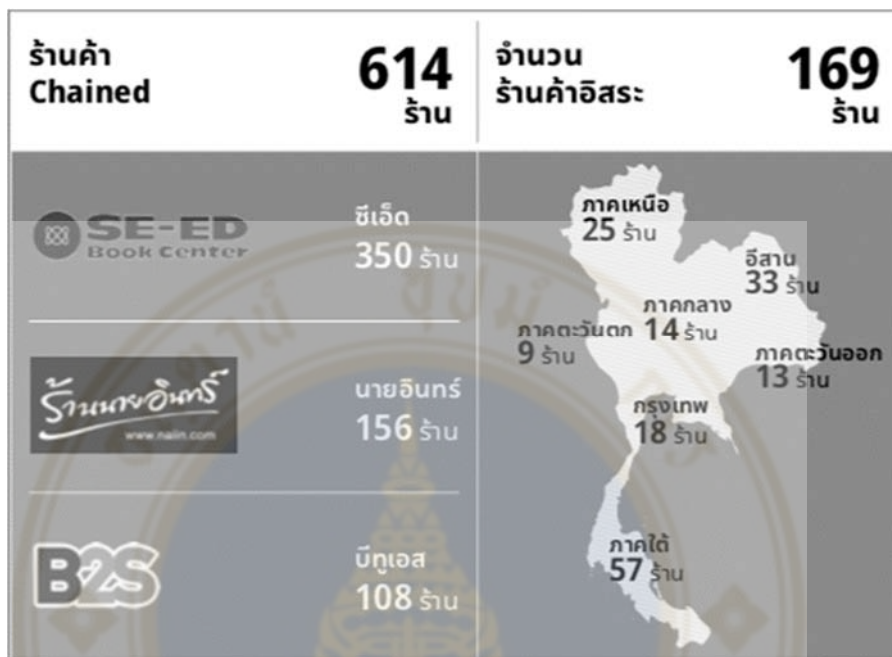 ร้านค้า
Chained
614
ร้าน
จำนวน
ร้านค้าอิสระ
169
ร้าน
SE-ED
Book Center
ซีเอ็ด
350 ร้าน
ร้านนายอินทร์
www.naiin.com
นายอินทร์
156 ร้าน
B2S
บีทูเอส
108 ร้าน
ภาคเหนือ
25 ร้าน
อีสาน
33 ร้าน
ภาคกลาง
14 ร้าน
ภาคตะวันตก
9 ร้าน
ภาคตะวันออก
13 ร้าน
กรุงเทพ
18 ร้าน
ภาคใต้
57 ร้าน